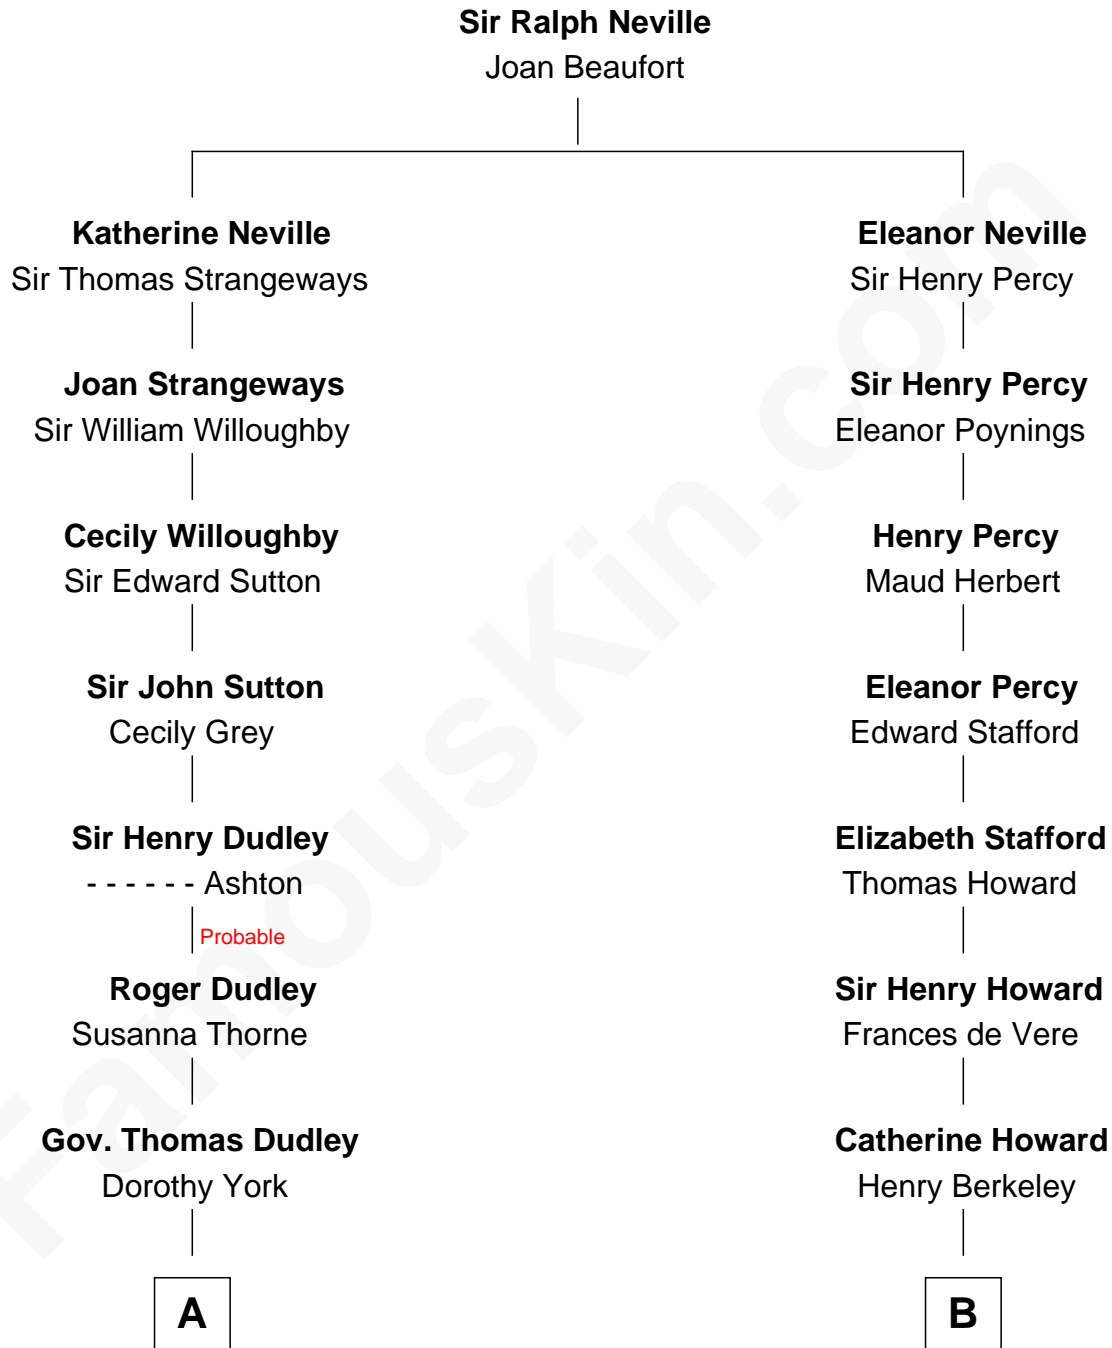 Sir Ralph Neville
Joan Beaufort
Katherine Neville
Sir Thomas Strangeways
Joan Strangeways
Sir William Willoughby
Cecily Willoughby
Sir Edward Sutton
Sir John Sutton
Cecily Grey
Sir Henry Dudley
- - - - - - Ashton
Probable
Roger Dudley
Susanna Thorne
Gov. Thomas Dudley
Dorothy York
A
Eleanor Neville
Sir Henry Percy
Sir Henry Percy
Eleanor Poynings
Henry Percy
Maud Herbert
Eleanor Percy
Edward Stafford
Elizabeth Stafford
Thomas Howard
Sir Henry Howard
Frances de Vere
Catherine Howard
Henry Berkeley
B
FamousKin.com